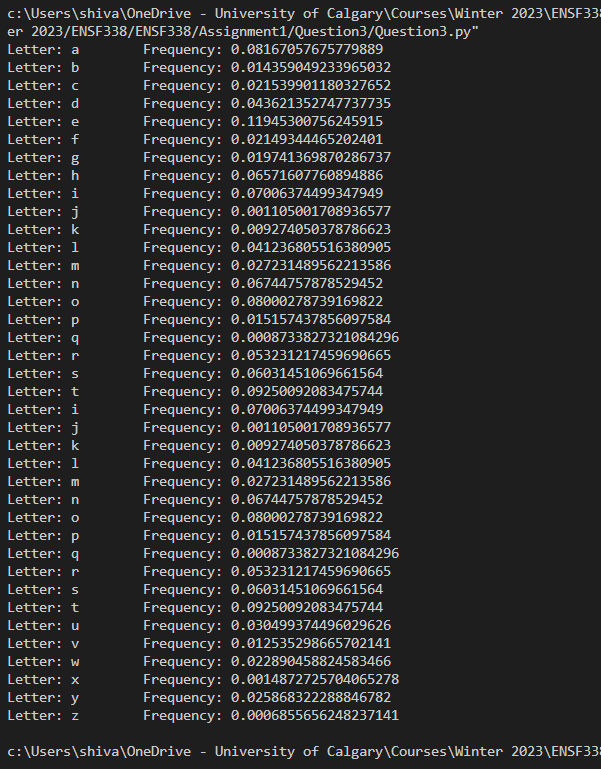 c:\Users\shiva\OneDrive - University of Calgary\Courses\Winter 2023\ENSF338
er 2023/ENSF338/ENSF338/Assignment1/Question3/Question3.py"
Letter: a Frequency: 0.0816705767577​9889
Letter: b Frequency: 0.014359049233965032
Letter: c Frequency: 0.021539901180327652
Letter: d Frequency: 0.043621352747737735
Letter: e Frequency: 0.11945300756245915
Letter: f Frequency: 0.02149344465202401
Letter: g Frequency: 0.019741369870286737
Letter: h Frequency: 0.06571607760894886
Letter: i Frequency: 0.07006374499347949
Letter: j Frequency: 0.001105001708936577
Letter: k Frequency: 0.009274050378786623
Letter: l Frequency: 0.041236805516380905
Letter: m Frequency: 0.027231489562213586
Letter: n Frequency: 0.06744757878529452
Letter: o Frequency: 0.08000278739169822
Letter: p Frequency: 0.015157437856097584
Letter: q Frequency: 0.0008733827321084296
Letter: r Frequency: 0.053231217459690665
Letter: s Frequency: 0.06031451069661564
Letter: t Frequency: 0.09250092083475744
Letter: i Frequency: 0.07006374499347949
Letter: j Frequency: 0.001105001708936577
Letter: k Frequency: 0.009274050378786623
Letter: l Frequency: 0.041236805516380905
Letter: m Frequency: 0.027231489562213586
Letter: n Frequency: 0.06744757878529452
Letter: o Frequency: 0.08000278739169822
Letter: p Frequency: 0.015157437856097584
Letter: q Frequency: 0.0008733827321084296
Letter: r Frequency: 0.053231217459690665
Letter: s Frequency: 0.06031451069661564
Letter: t Frequency: 0.09250092083475744
Letter: u Frequency: 0.030499374496029626
Letter: v Frequency: 0.012535298665702141
Letter: w Frequency: 0.022890458824583466
Letter: x Frequency: 0.0014872725704065278
Letter: y Frequency: 0.025868322288846782
Letter: z Frequency: 0.0006855656248237141
c:\Users\shiva\OneDrive - University of Calgary\Courses\Winter 2023\ENSF338